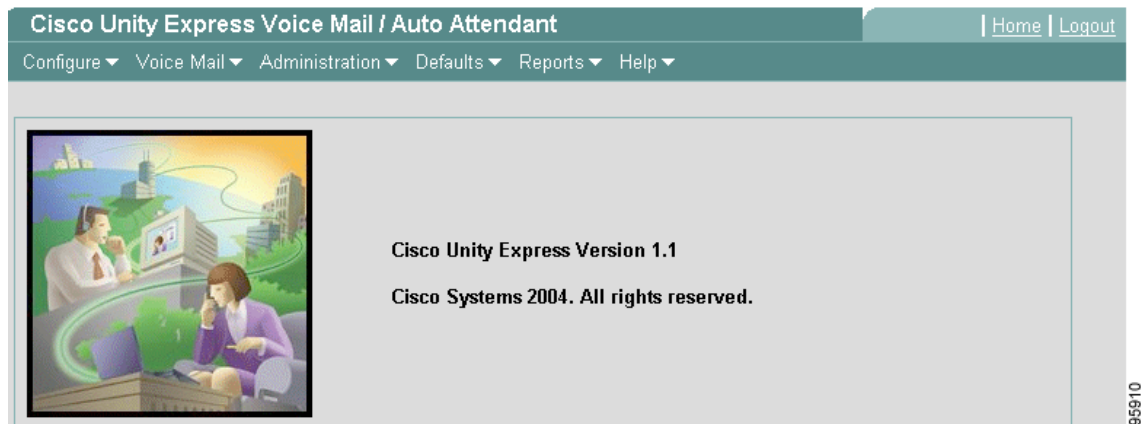 Cisco Unity Express Voice Mail / Auto Attendant
Home Logout
Configure Voice Mail Administration Defaults Reports Help
Cisco Unity Express Version 1.1
Cisco Systems 2004. All rights reserved.
95910